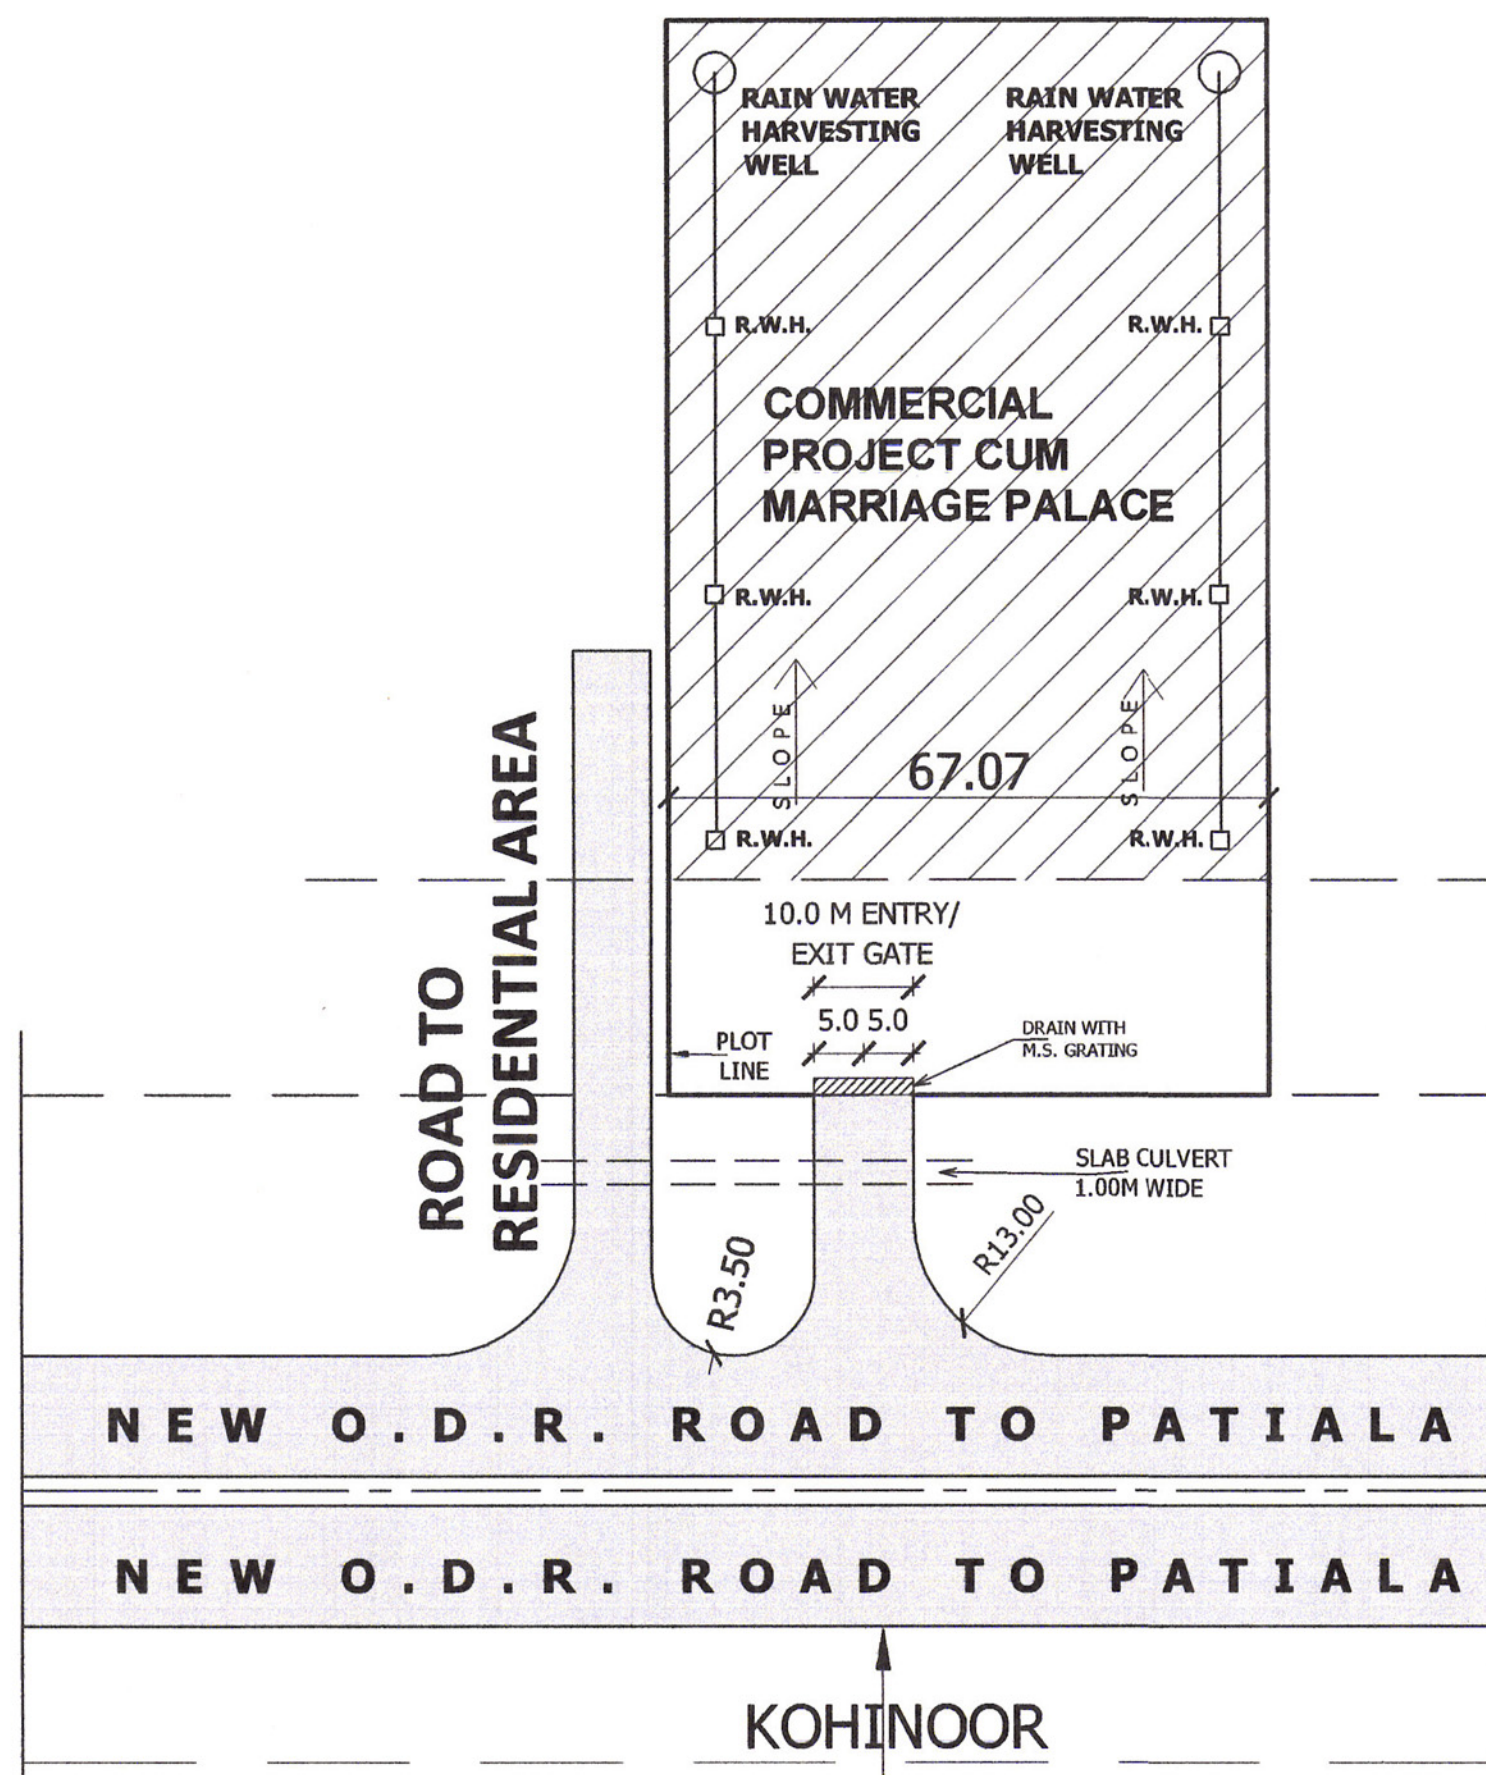 RAIN WATER
HARVESTING
WELL
RAIN WATER
HARVESTING
WELL
R.W.H.
R.W.H.
COMMERCIAL
PROJECT CUM
MARRIAGE PALACE
R.W.H.
R.W.H.
SLOPE
SLOPE
67.07
R.W.H.
R.W.H.
ROAD TO
RESIDENTIAL AREA
10.0 M ENTRY/
EXIT GATE
5.0 5.0
PLOT
LINE
DRAIN WITH
M.S. GRATING
SLAB CULVERT
1.00M WIDE
R3.50
R13.00
NEW O.D.R. ROAD TO PATIALA
NEW O.D.R. ROAD TO PATIALA
KOHINOOR